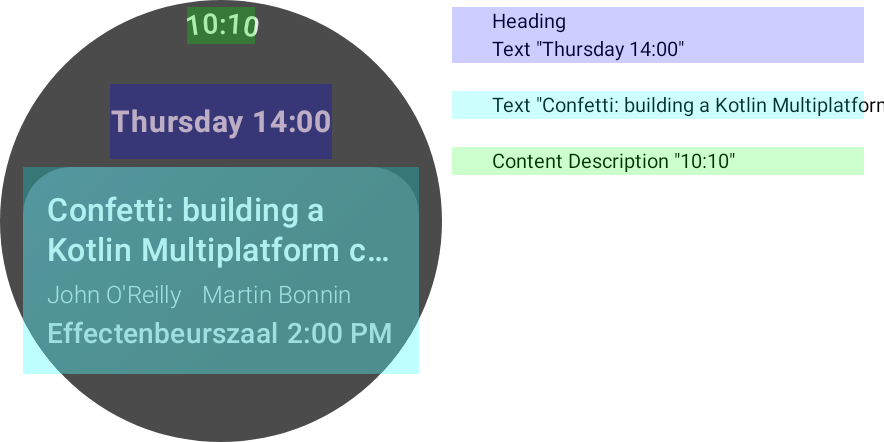 10:10
Thursday 14:00
Confetti: building a
Kotlin Multiplatform c…
John O'Reilly Martin Bonnin
Effectenbeurszaal 2:00 PM
Heading
Text "Thursday 14:00"
Text "Confetti: building a Kotlin Multiplatform
Content Description "10:10"